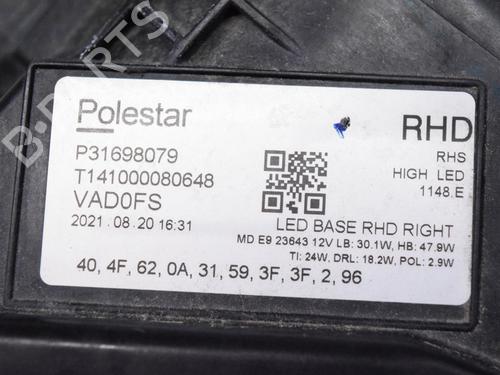 B-PARTS
Polestar
RHD
P31698079
RHS
T141000080648
HIGH LED
VAD0FS
1148.E
2021.08.20 16:31
LED BASE RHD RIGHT
MD E9 23643 12V LB: 30.1W, HB: 47.9W
TI: 24W, DRL: 18.2W, POL: 2.9W
40, 4F, 62, 0A, 31, 59, 3F, 3F, 2, 96